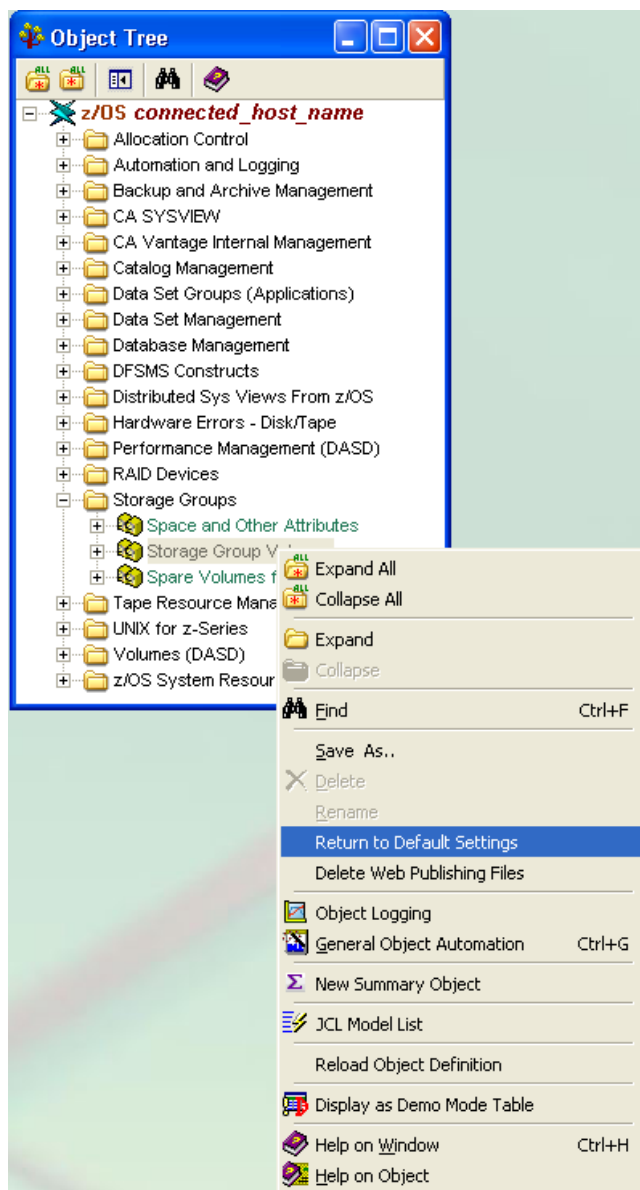 Object Tree
z/OS connected_host_name
Allocation Control
Automation and Logging
Backup and Archive Management
CA SYSVIEW
CA Vantage Internal Management
Catalog Management
Data Set Groups (Applications)
Data Set Management
Database Management
DFSMS Constructs
Distributed Sys Views From z/OS
Hardware Errors - Disk/Tape
Performance Management (DASD)
RAID Devices
Storage Groups
Space and Other Attributes
Storage Group
Spare Volumes f
Tape Resource Mana
UNIX for z-Series
Volumes (DASD)
z/OS System Resour
Expand All
Collapse All
Expand
Collapse
Find Ctrl+F
Save As..
Delete
Rename
Return to Default Settings
Delete Web Publishing Files
Object Logging
General Object Automation Ctrl+G
New Summary Object
JCL Model List
Reload Object Definition
Display as Demo Mode Table
Help on Window Ctrl+H
Help on Object